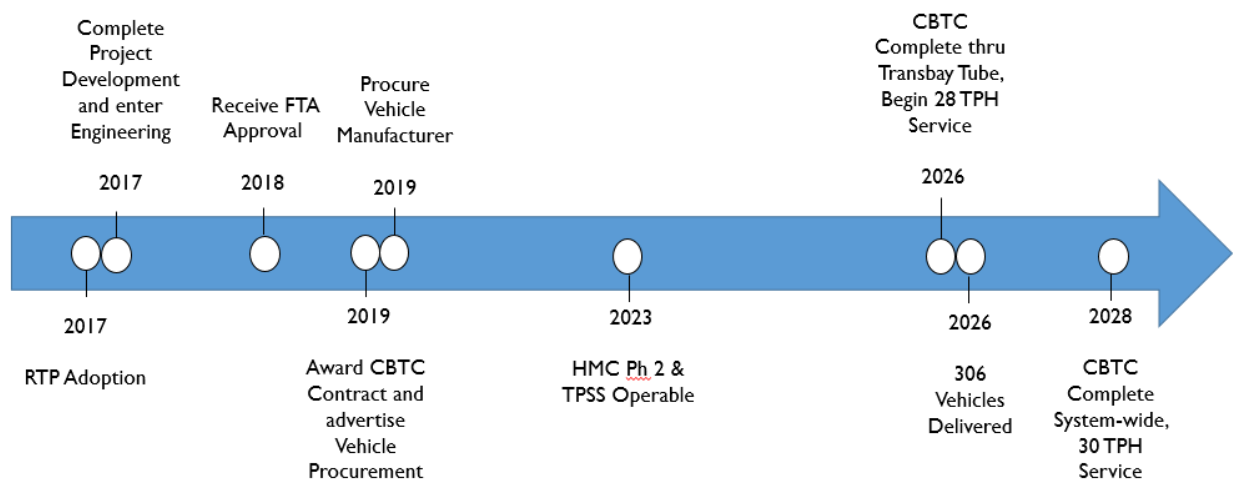 Complete
Project
Development
and enter
Engineering
2017
Receive FTA
Approval
2018
Procure
Vehicle
Manufacturer
2019
CBTC
Complete thru
Transbay Tube,
Begin 28 TPH
Service
2026
2017
RTP Adoption
2019
Award CBTC
Contract and
advertise
Vehicle
Procurement
2023
HMC Ph 2 &
TPSS Operable
2026
306
Vehicles
Delivered
2028
CBTC
Complete
System-wide,
30 TPH
Service